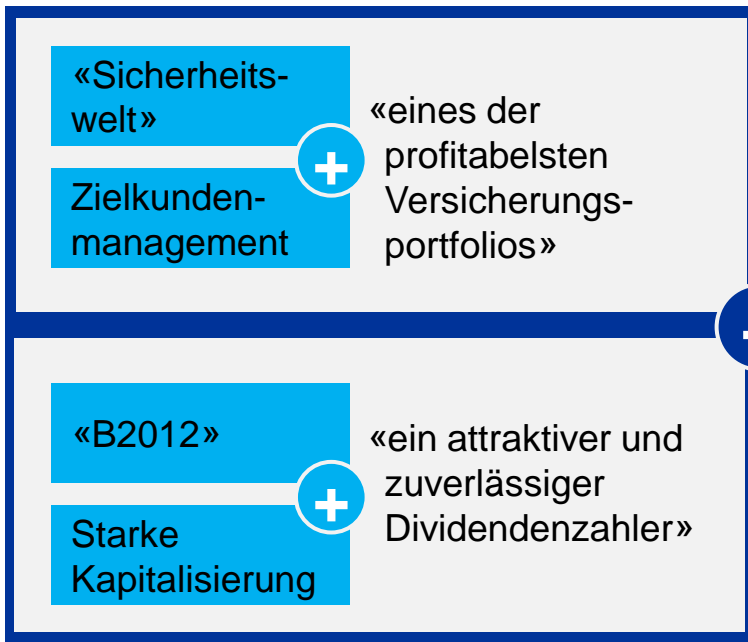 «Sicherheits-
welt»
+
Zielkunden-
management
«eines der
profitabelsten
Versicherungs-
portfolios»
«B2012»
+
Starke
Kapitalisierung
«ein attraktiver und
zuverlässiger
Dividendenzahler»